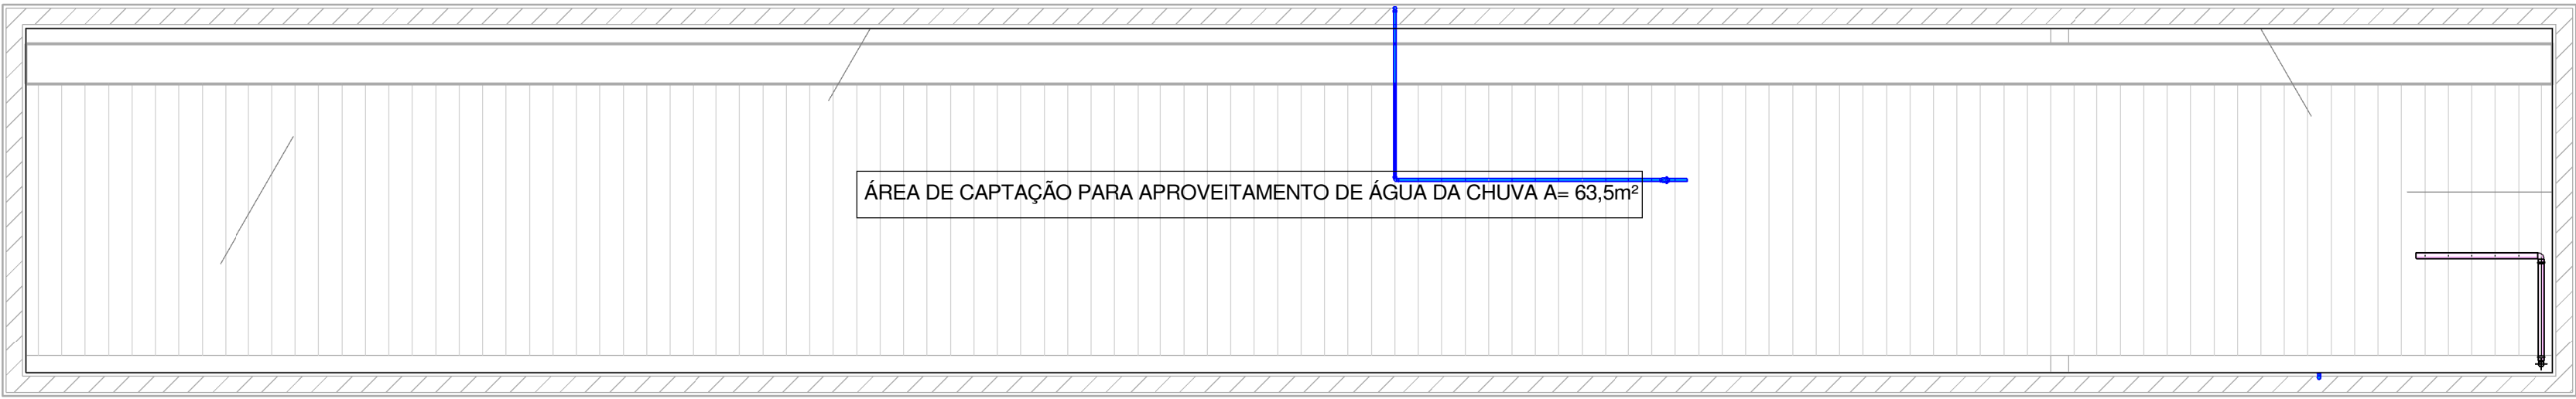 ÁREA DE CAPTAÇÃO PARA APROVEITAMENTO DE ÁGUA DA CHUVA A= 63,5m²